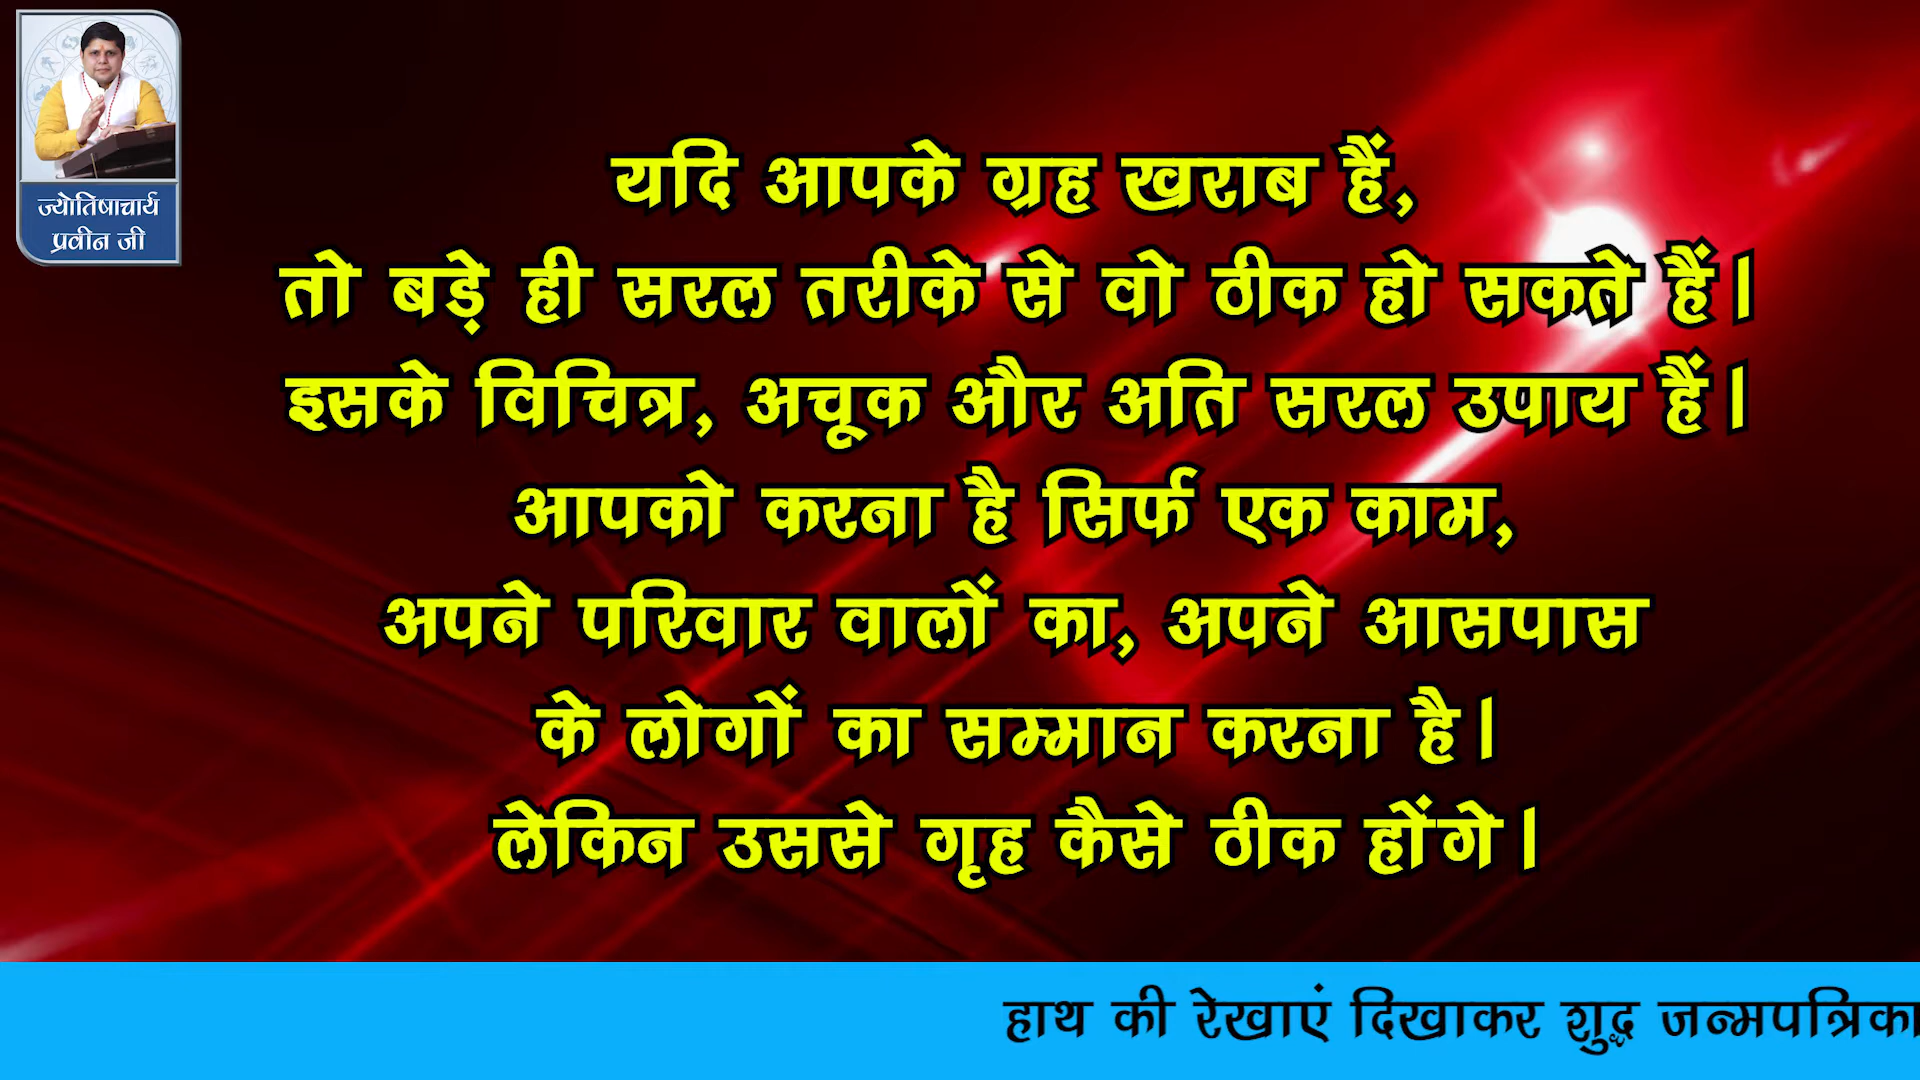 ज्योतिषाचार्य
प्रवीन जी
यदि आपके ग्रह खराब हैं,
तो बड़े ही सरल तरीके से वो ठीक हो सकते हैं।
इसके विचित्र, अचूक और अति सरल उपाय हैं।
आपको करना है सिर्फ एक काम,
अपने परिवार वालों का, अपने आसपास
के लोगों का सम्मान करना है।
लेकिन उससे गृह कैसे ठीक होंगे।
हाथ की रेखाएं दिखाकर शुद्ध जन्मपत्रिका